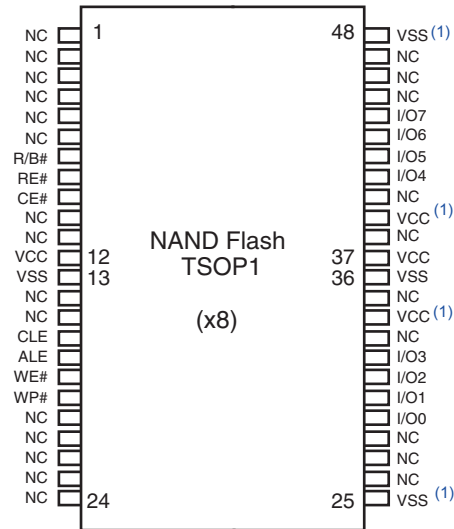 NC 1 48 VSS (1)
NC NC
NC NC
NC NC
NC I/O7
NC I/O6
R/B# I/O5
RE# I/O4
CE# NC
NC VCC (1)
NC NAND Flash NC
VCC 12 37 VCC
VSS 13 TSOP1 36 VSS
NC NC
NC (x8) VCC (1)
CLE NC
ALE I/O3
WE# I/O2
WP# I/O1
NC I/O0
NC NC
NC NC
NC NC
NC 24 25 VSS (1)